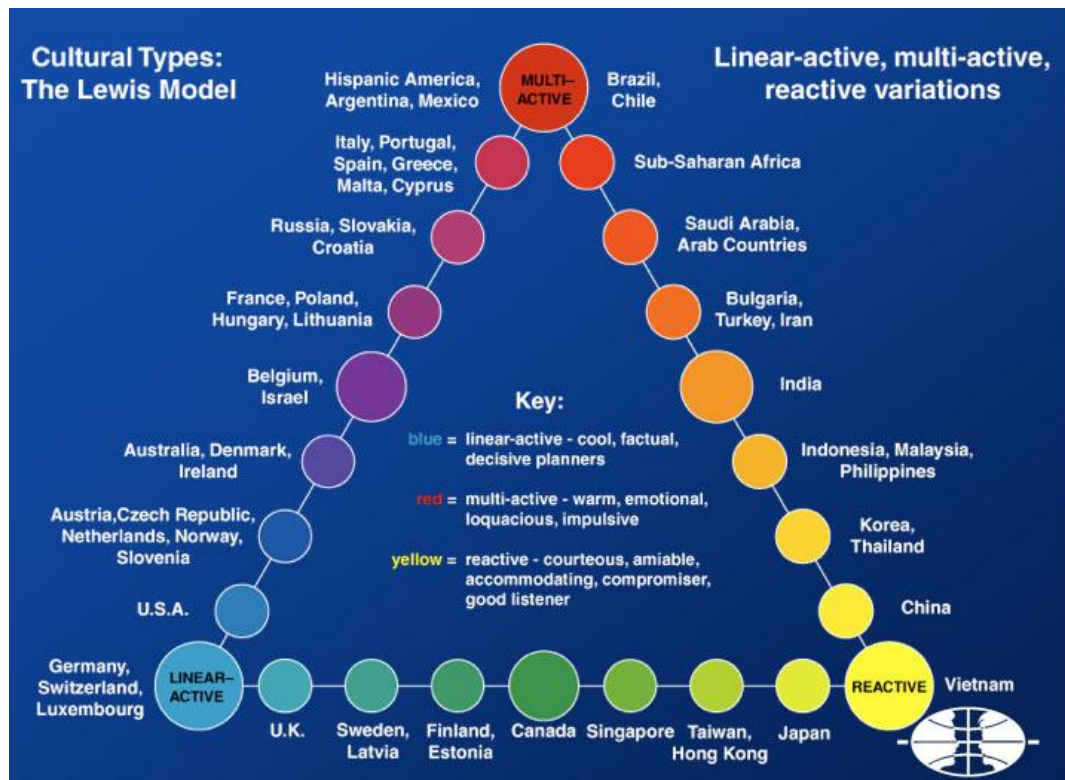 Cultural Types:
The Lewis Model
Linear-active, multi-active,
reactive variations
MULTI-
ACTIVE
Hispanic America,
Argentina, Mexico
Brazil,
Chile
Italy, Portugal,
Spain, Greece,
Malta, Cyprus
Sub-Saharan Africa
Russia, Slovakia,
Croatia
Saudi Arabia,
Arab Countries
France, Poland,
Hungary, Lithuania
Bulgaria,
Turkey, Iran
Belgium,
Israel
India
Key:
blue = linear-active - cool, factual,
decisive planners
red = multi-active - warm, emotional,
loquacious, impulsive
yellow = reactive - courteous, amiable,
accommodating, compromiser,
good listener
Australia, Denmark,
Ireland
Indonesia, Malaysia,
Philippines
Austria,Czech Republic,
Netherlands, Norway,
Slovenia
Korea,
Thailand
U.S.A.
China
Germany,
Switzerland,
Luxembourg
LINEAR-
ACTIVE
REACTIVE
Vietnam
U.K.
Sweden,
Latvia
Finland,
Estonia
Canada
Singapore
Taiwan,
Hong Kong
Japan